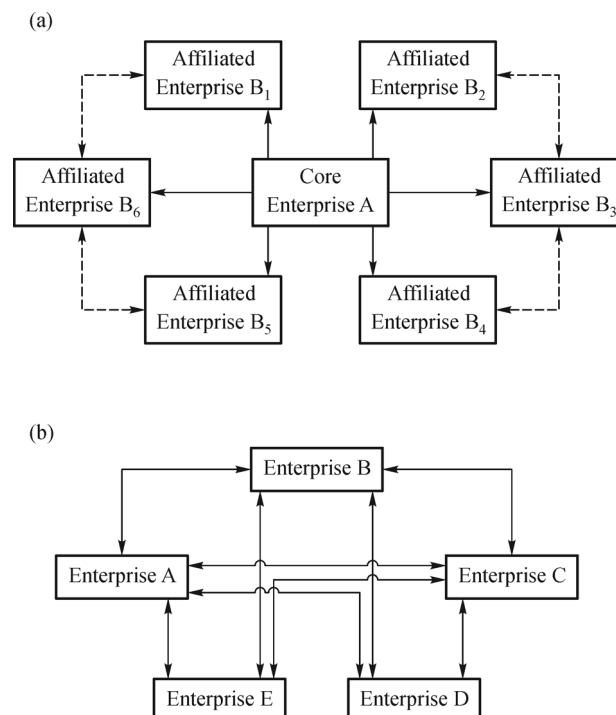 (a)
Affiliated
Enterprise B₁
Affiliated
Enterprise B₂
Affiliated
Enterprise B₆
Core
Enterprise A
Affiliated
Enterprise B₃
Affiliated
Enterprise B₅
Affiliated
Enterprise B₄
(b)
Enterprise B
Enterprise A
Enterprise C
Enterprise E
Enterprise D